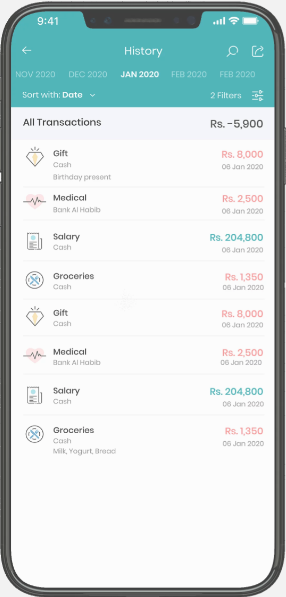 9:41
History
NOV 2020 DEC 2020 JAN 2020 FEB 2020 FEB 2020
Sort with: Date 2 Filters
All Transactions Rs. -5,900
Gift Rs. 8,000
Cash 06 Jan 2020
Birthday present
Medical Rs. 2,500
Bank Al Habib 06 Jan 2020
Salary Rs. 204,800
Cash 06 Jan 2020
Groceries Rs. 1,350
Cash 06 Jan 2020
Gift Rs. 8,000
Cash 06 Jan 2020
Medical Rs. 2,500
Bank Al Habib 06 Jan 2020
Salary Rs. 204,800
Cash 06 Jan 2020
Groceries Rs. 1,350
Cash 06 Jan 2020
Milk, Yogurt, Bread